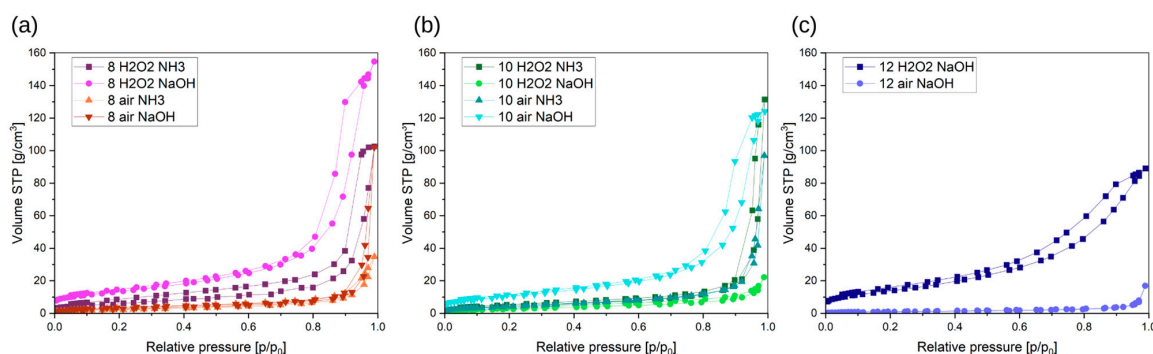 (a)
160
140
120
100
80
60
40
20
0
Volume STP [g/cm³]
8 H2O2 NH3
8 H2O2 NaOH
8 air NH3
8 air NaOH
0.0 0.2 0.4 0.6 0.8 1.0
Relative pressure [p/p₀]
(b)
160
140
120
100
80
60
40
20
0
Volume STP [g/cm³]
10 H2O2 NH3
10 H2O2 NaOH
10 air NH3
10 air NaOH
0.0 0.2 0.4 0.6 0.8 1.0
Relative pressure [p/p₀]
(c)
160
140
120
100
80
60
40
20
0
Volume STP [g/cm³]
12 H2O2 NaOH
12 air NaOH
0.0 0.2 0.4 0.6 0.8 1.0
Relative pressure [p/p₀]